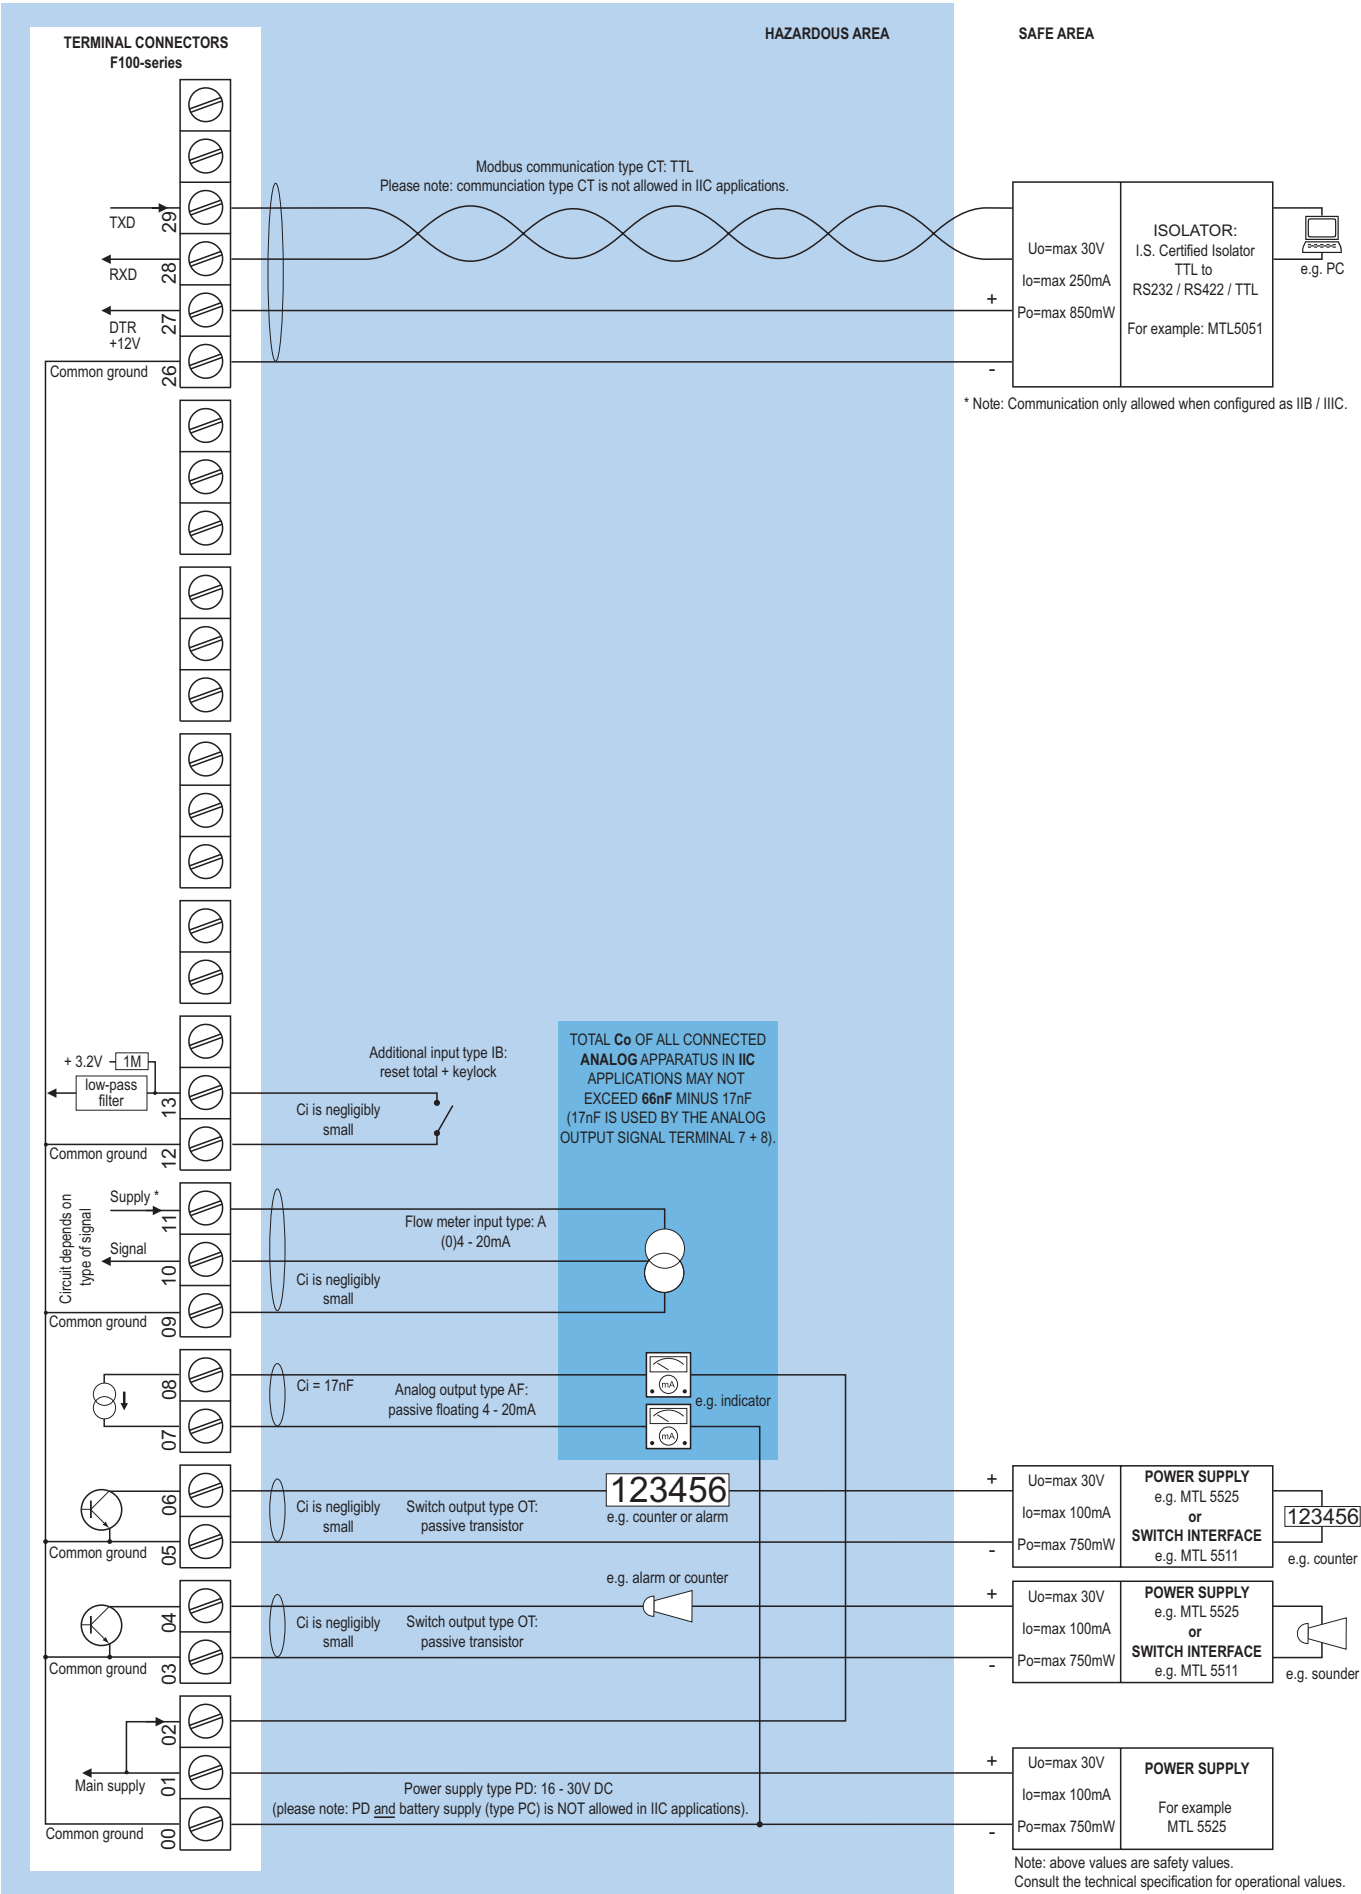 HAZARDOUS AREA
SAFE AREA
TERMINAL CONNECTORS
F100-series
Modbus communication type CT: TTL
Please note: communciation type CT is not allowed in IIC applications.
TXD
29
RXD
28
DTR
+12V
27
Common ground
26
+
-
Uo=max 30V
Io=max 250mA
Po=max 850mW
ISOLATOR:
I.S. Certified Isolator
TTL to
RS232 / RS422 / TTL
For example: MTL5051
e.g. PC
* Note: Communication only allowed when configured as IIB / IIIC.
+ 3.2V
1M
low-pass
filter
13
Common ground
12
Additional input type IB:
reset total + keylock
Ci is negligibly
small
TOTAL Co OF ALL CONNECTED
ANALOG APPARATUS IN IIC
APPLICATIONS MAY NOT
EXCEED 66nF MINUS 17nF
(17nF IS USED BY THE ANALOG
OUTPUT SIGNAL TERMINAL 7 + 8).
Circuit depends on
type of signal
Supply *
11
Signal
10
Common ground
09
Flow meter input type: A
(0)4 - 20mA
Ci is negligibly
small
08
07
Ci = 17nF
Analog output type AF:
passive floating 4 - 20mA
mA
mA
e.g. indicator
06
Common ground
05
Ci is negligibly
small
Switch output type OT:
passive transistor
123456
e.g. counter or alarm
+
-
Uo=max 30V
Io=max 100mA
Po=max 750mW
POWER SUPPLY
e.g. MTL 5525
or
SWITCH INTERFACE
e.g. MTL 5511
123456
e.g. counter
04
Common ground
03
Ci is negligibly
small
Switch output type OT:
passive transistor
e.g. alarm or counter
+
-
Uo=max 30V
Io=max 100mA
Po=max 750mW
POWER SUPPLY
e.g. MTL 5525
or
SWITCH INTERFACE
e.g. MTL 5511
e.g. sounder
02
Main supply
01
Common ground
00
Power supply type PD: 16 - 30V DC
(please note: PD and battery supply (type PC) is NOT allowed in IIC applications).
+
-
Uo=max 30V
Io=max 100mA
Po=max 750mW
POWER SUPPLY
For example
MTL 5525
Note: above values are safety values.
Consult the technical specification for operational values.